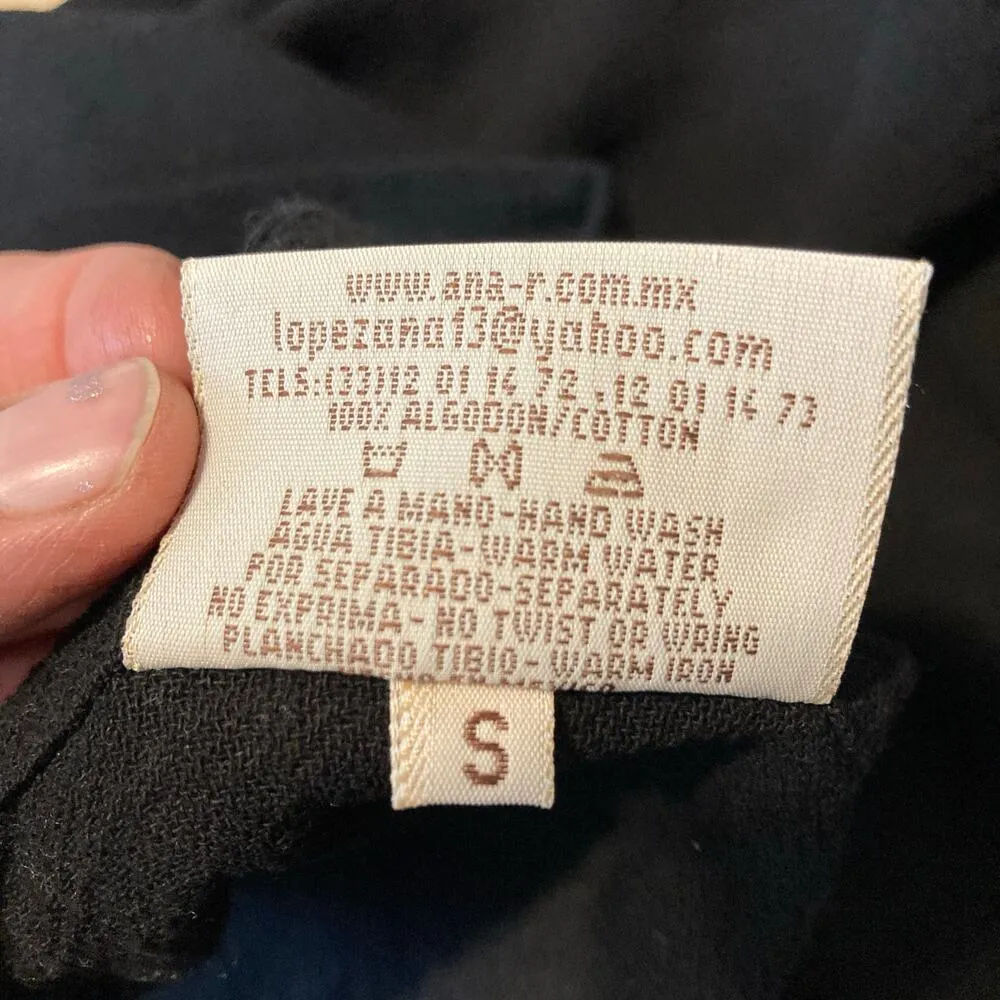 www.ana-r.com.mx
lopezana13@yahoo.com
TELS:(33)12 01 14 72 .12 01 14 73
100% ALGODON/COTTON
LAVE A MANO-HAND WASH
AGUA TIBIA-WARM WATER
POR SEPARADO-SEPARATELY
NO EXPRIMA- NO TWIST OR WRING
PLANCHADO TIBIO- WARM IRON
S